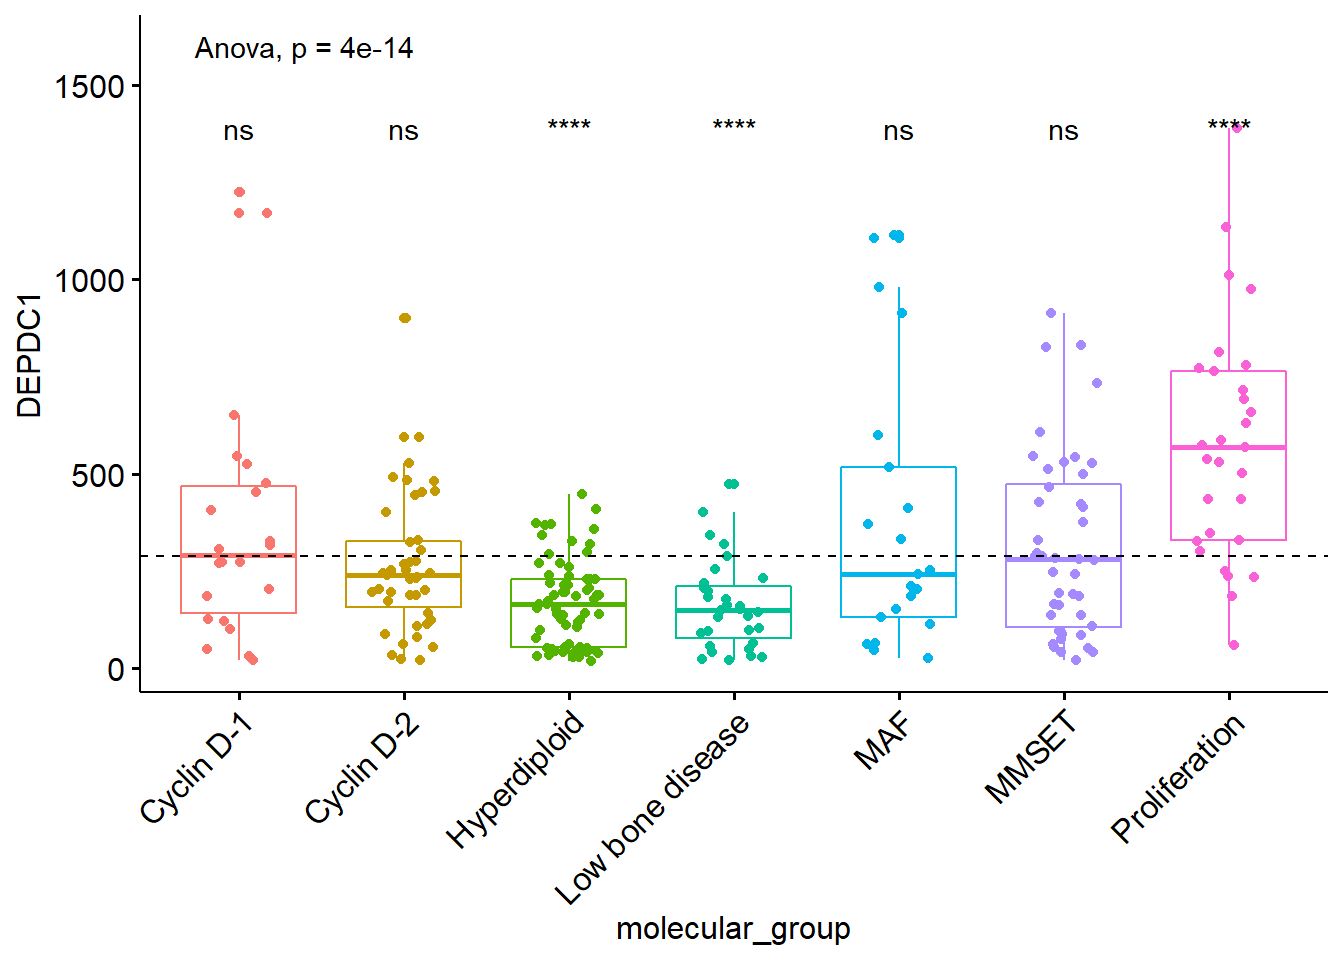 Anova, p = 4e-14
1500
ns
ns
****
****
ns
ns
****
1000
DEPDC1
500
0
Cyclin D-1
Cyclin D-2
Hyperdiploid
Low bone disease
MAF
MMSET
Proliferation
molecular_group